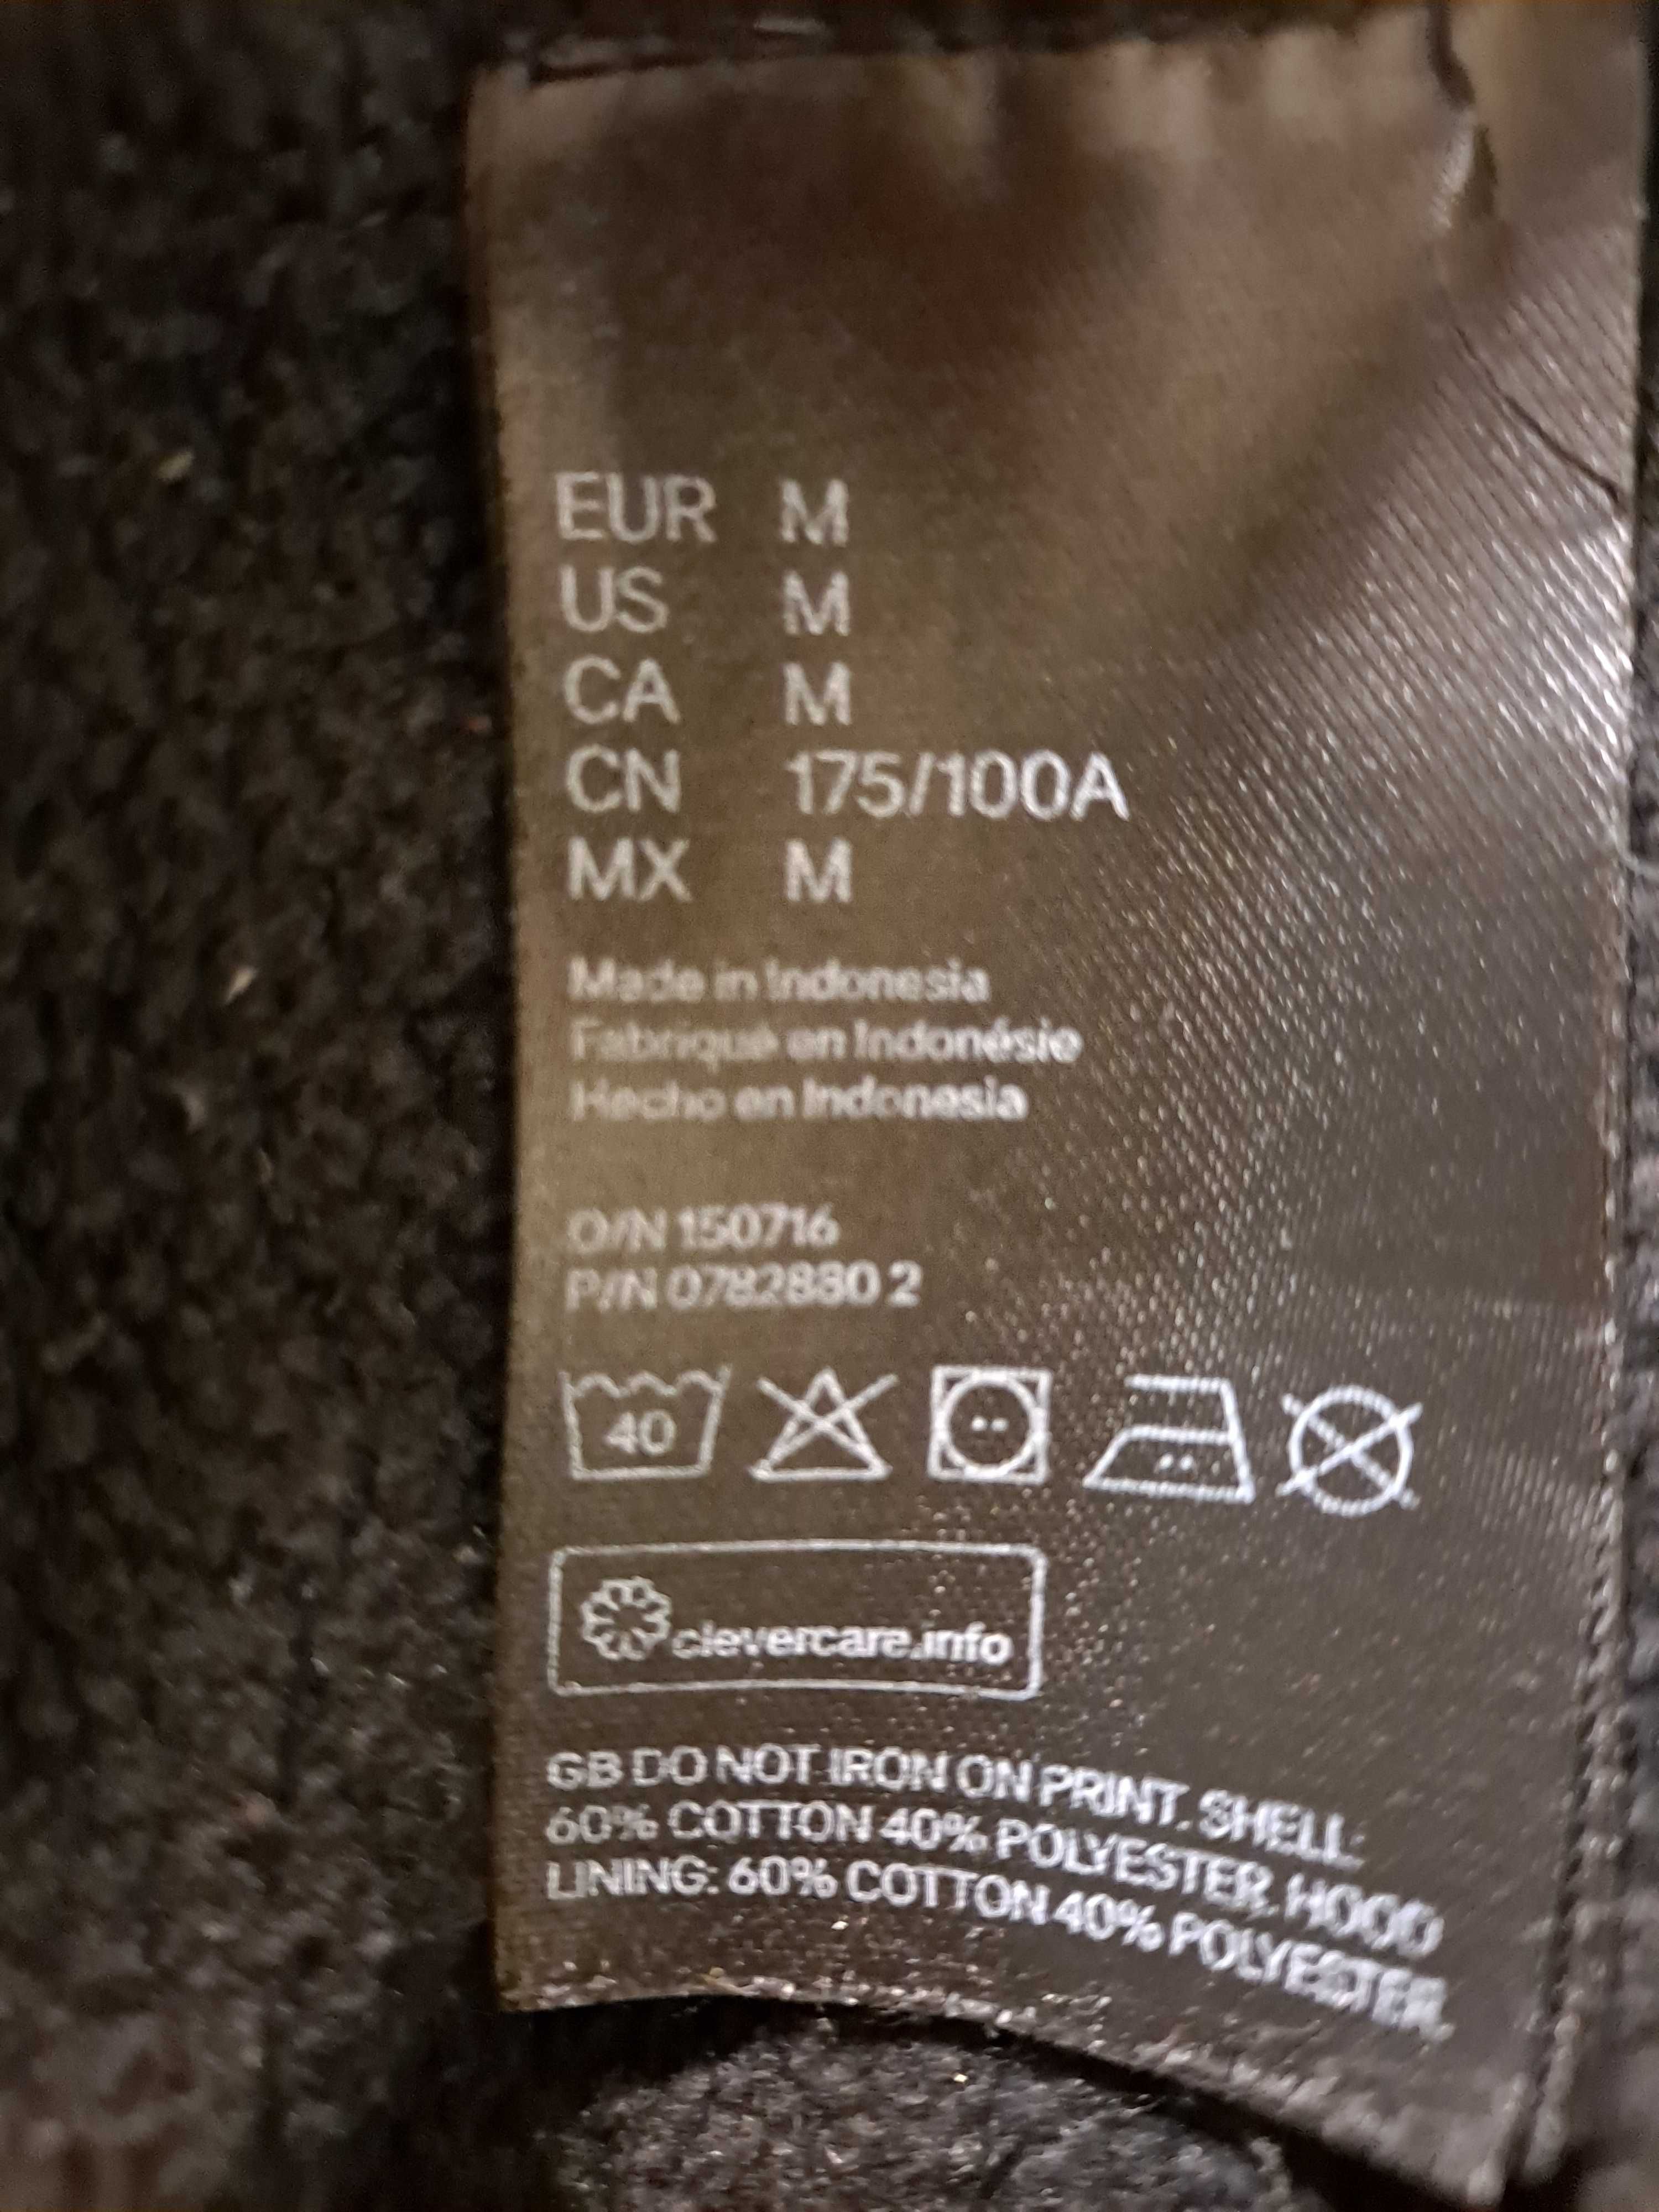 EUR M
US M
CA M
CN 175/100A
MX M
Made in Indonesia
Fabriqué en Indonésie
Hecho en Indonesia
O/N 150716
P/N 0782880 2
40
clevercare.info
GB DO NOT IRON ON PRINT. SHELL:
60% COTTON 40% POLYESTER. HOOD
LINING: 60% COTTON 40% POLYESTER.